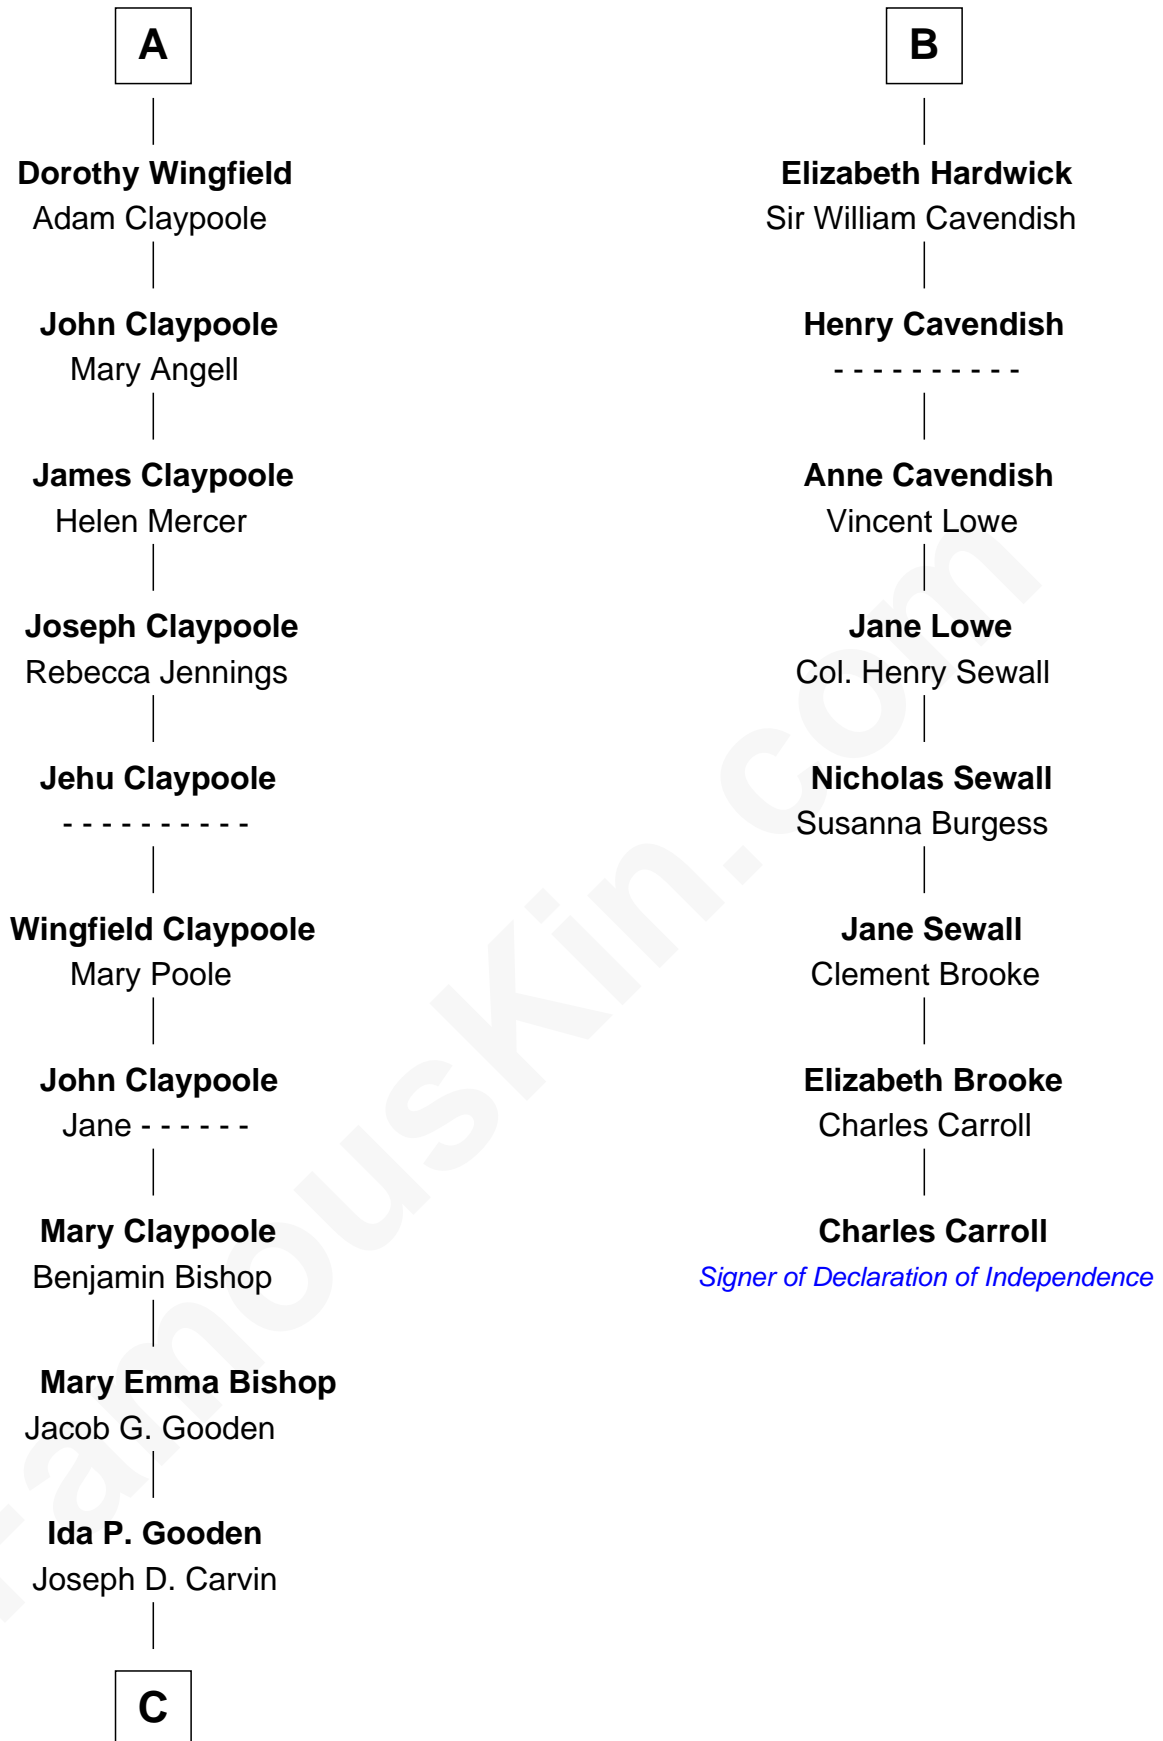 A
Dorothy Wingfield
Adam Claypoole
John Claypoole
Mary Angell
James Claypoole
Helen Mercer
Joseph Claypoole
Rebecca Jennings
Jehu Claypoole
- - - - - - - - - -
Wingfield Claypoole
Mary Poole
John Claypoole
Jane - - - - - -
Mary Claypoole
Benjamin Bishop
Mary Emma Bishop
Jacob G. Gooden
Ida P. Gooden
Joseph D. Carvin
C
B
Elizabeth Hardwick
Sir William Cavendish
Henry Cavendish
- - - - - - - - - -
Anne Cavendish
Vincent Lowe
Jane Lowe
Col. Henry Sewall
Nicholas Sewall
Susanna Burgess
Jane Sewall
Clement Brooke
Elizabeth Brooke
Charles Carroll
Charles Carroll
Signer of Declaration of Independence
FamousKin.com